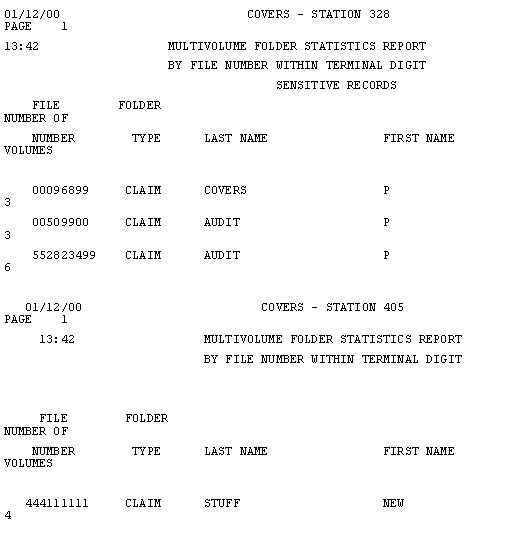 01/12/00 COVERS - STATION 328
PAGE 1
13:42 MULTIVOLUME FOLDER STATISTICS REPORT
BY FILE NUMBER WITHIN TERMINAL DIGIT
SENSITIVE RECORDS
FILE FOLDER
NUMBER OF
NUMBER TYPE LAST NAME FIRST NAME
VOLUMES
00096899 CLAIM COVERS P
3
00509900 CLAIM AUDIT P
3
552823499 CLAIM AUDIT P
6
01/12/00 COVERS - STATION 405
PAGE 1
13:42 MULTIVOLUME FOLDER STATISTICS REPORT
BY FILE NUMBER WITHIN TERMINAL DIGIT
FILE FOLDER
NUMBER OF
NUMBER TYPE LAST NAME FIRST NAME
VOLUMES
444111111 CLAIM STUFF NEW
4